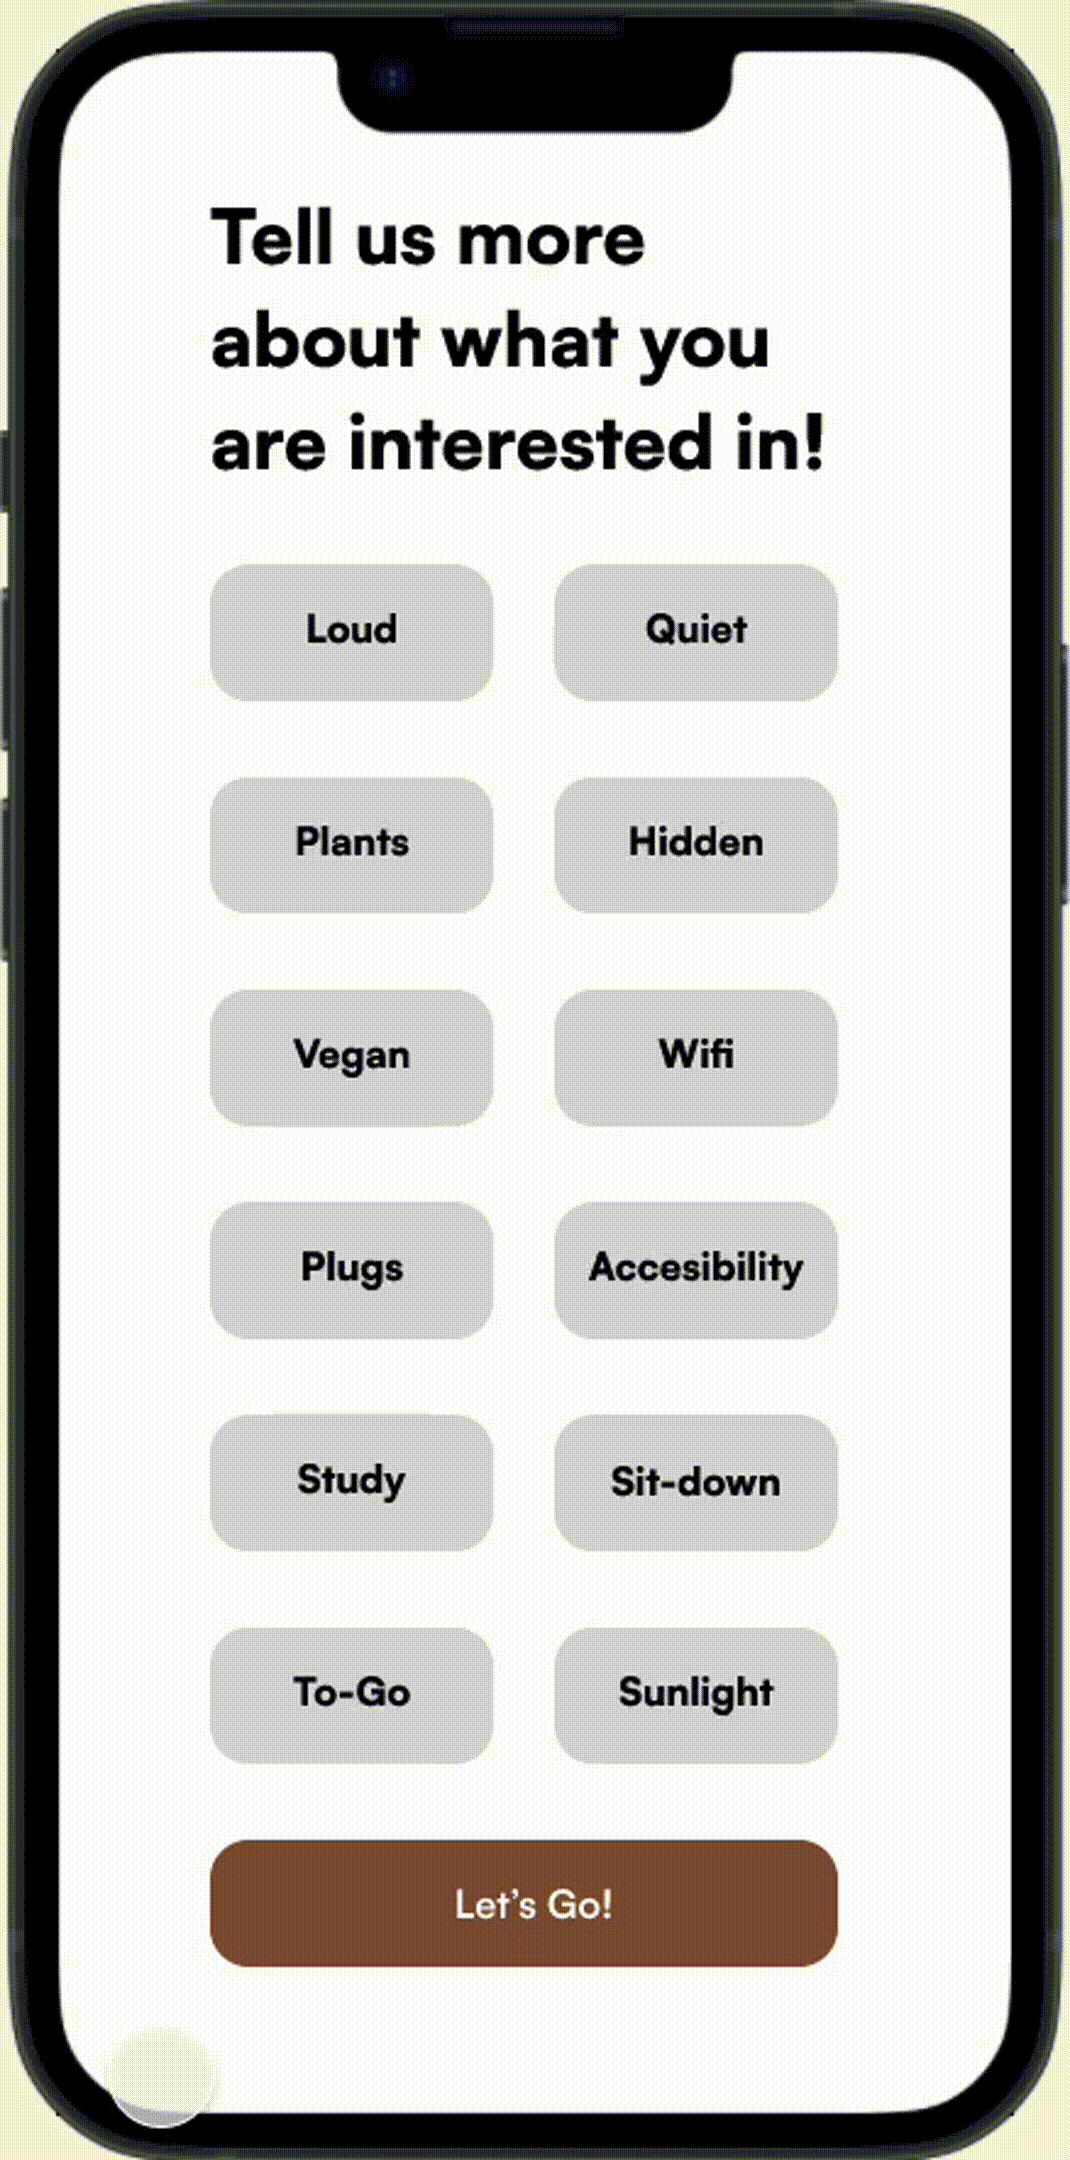 Tell us more
about what you
are interested in!
Loud
Quiet
Plants
Hidden
Vegan
Wifi
Plugs
Accesibility
Study
Sit-down
To-Go
Sunlight
Let’s Go!